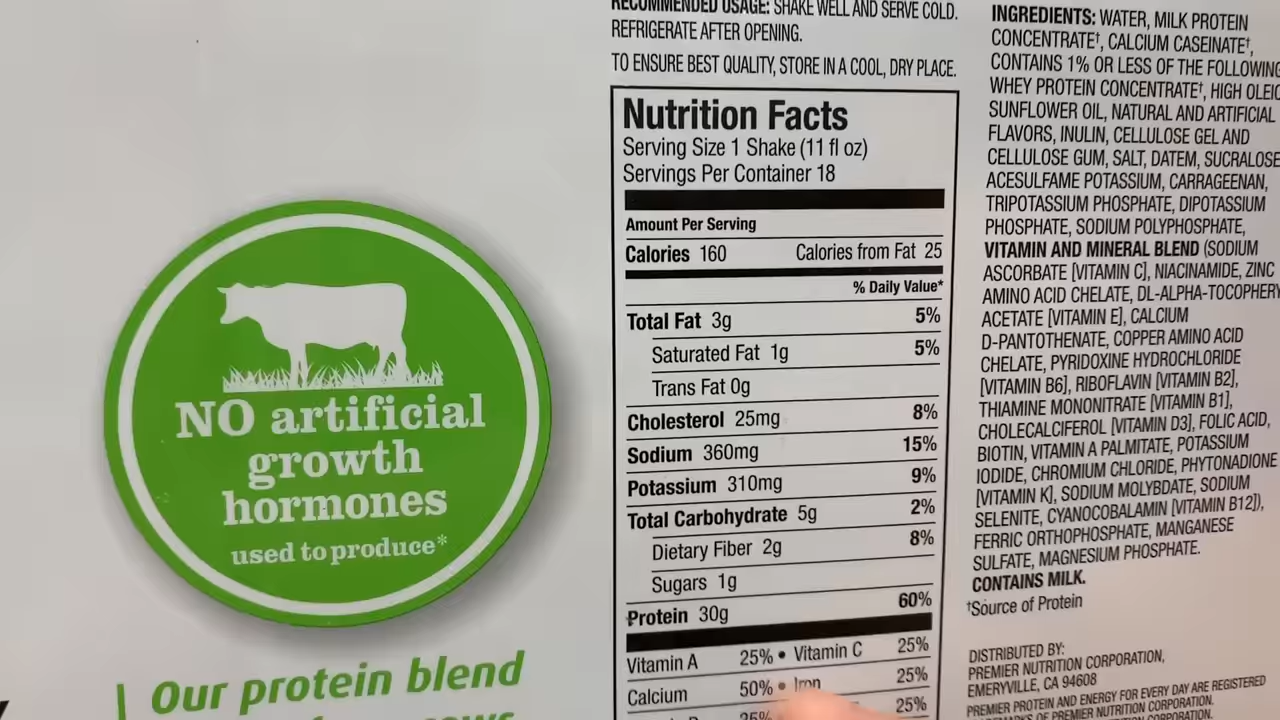 RECOMMENDED USAGE: SHAKE WELL AND SERVE COLD.
REFRIGERATE AFTER OPENING.
TO ENSURE BEST QUALITY, STORE IN A COOL, DRY PLACE.
Nutrition Facts
Serving Size 1 Shake (11 fl oz)
Servings Per Container 18
Amount Per Serving
Calories 160 Calories from Fat 25
% Daily Value*
Total Fat 3g 5%
Saturated Fat 1g 5%
Trans Fat 0g
Cholesterol 25mg 8%
Sodium 360mg 15%
Potassium 310mg 9%
Total Carbohydrate 5g 2%
Dietary Fiber 2g 8%
Sugars 1g
Protein 30g 60%
Vitamin A 25% • Vitamin C 25%
Calcium 50% • Iron 25%
25% 25%
INGREDIENTS: WATER, MILK PROTEIN
CONCENTRATE†, CALCIUM CASEINATE†,
CONTAINS 1% OR LESS OF THE FOLLOWING
WHEY PROTEIN CONCENTRATE†, HIGH OLEIC
SUNFLOWER OIL, NATURAL AND ARTIFICIAL
FLAVORS, INULIN, CELLULOSE GEL AND
CELLULOSE GUM, SALT, DATEM, SUCRALOSE
ACESULFAME POTASSIUM, CARRAGEENAN,
TRIPOTASSIUM PHOSPHATE, DIPOTASSIUM
PHOSPHATE, SODIUM POLYPHOSPHATE,
VITAMIN AND MINERAL BLEND (SODIUM
ASCORBATE [VITAMIN C], NIACINAMIDE, ZINC
AMINO ACID CHELATE, DL-ALPHA-TOCOPHERY
ACETATE [VITAMIN E], CALCIUM
D-PANTOTHENATE, COPPER AMINO ACID
CHELATE, PYRIDOXINE HYDROCHLORIDE
[VITAMIN B6], RIBOFLAVIN [VITAMIN B2],
THIAMINE MONONITRATE [VITAMIN B1],
CHOLECALCIFEROL [VITAMIN D3], FOLIC ACID,
BIOTIN, VITAMIN A PALMITATE, POTASSIUM
IODIDE, CHROMIUM CHLORIDE, PHYTONADIONE
[VITAMIN K], SODIUM MOLYBDATE, SODIUM
SELENITE, CYANOCOBALAMIN [VITAMIN B12]),
FERRIC ORTHOPHOSPHATE, MANGANESE
SULFATE, MAGNESIUM PHOSPHATE.
CONTAINS MILK.
†Source of Protein
DISTRIBUTED BY:
PREMIER NUTRITION CORPORATION,
EMERYVILLE, CA 94608
PREMIER PROTEIN AND ENERGY FOR EVERY DAY ARE REGISTERED
OF PREMIER NUTRITION CORPORATION.
NO artificial
growth
hormones
used to produce*
Our protein blend